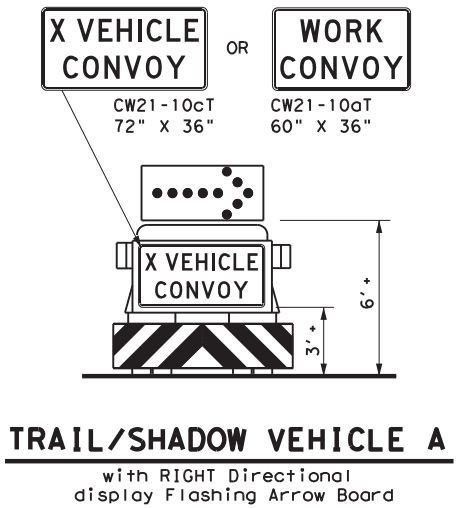 X VEHICLE
CONVOY
OR
WORK
CONVOY
CW21-10cT
72" X 36"
CW21-10aT
60" X 36"
X VEHICLE
CONVOY
6' +
3' +
TRAIL/SHADOW VEHICLE A
with RIGHT Directional
display Flashing Arrow Board